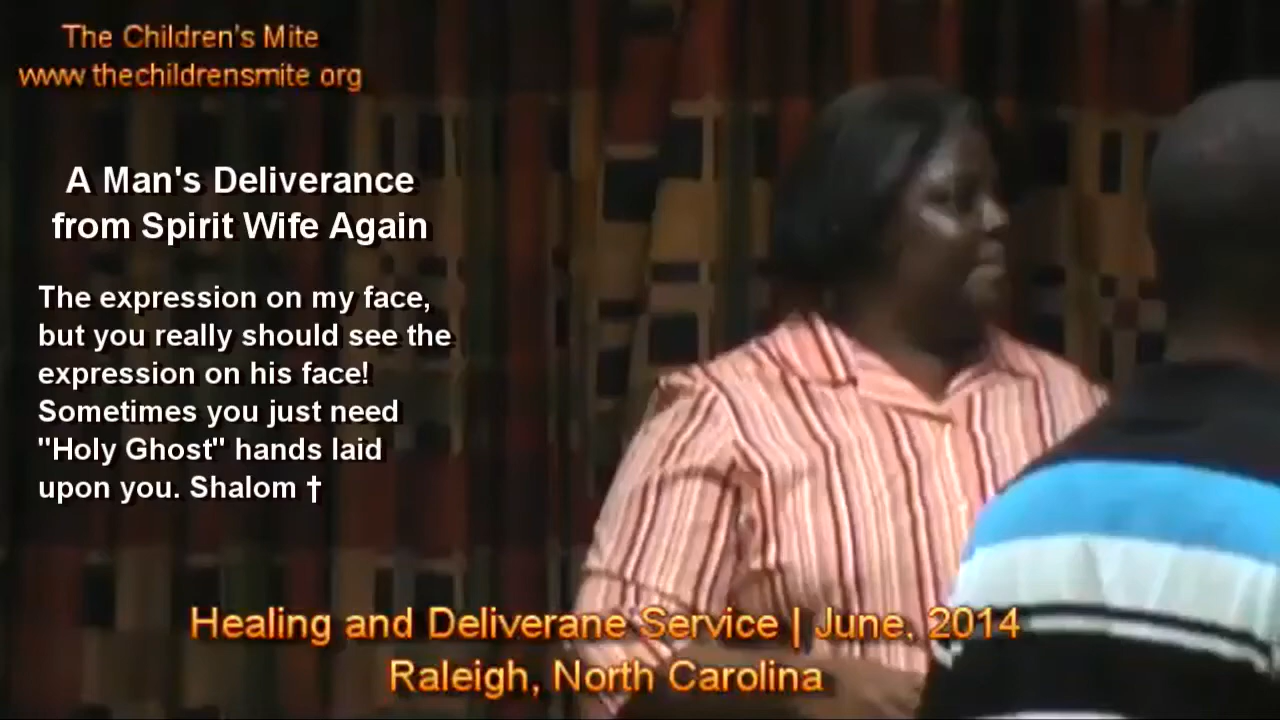 The Children's Mite
www thechildrensmite org
A Man's Deliverance
from Spirit Wife Again
The expression on my face,
but you really should see the
expression on his face!
Sometimes you just need
"Holy Ghost" hands laid
upon you. Shalom †
Healing and Deliverane Service | June, 2014
Raleigh, North Carolina